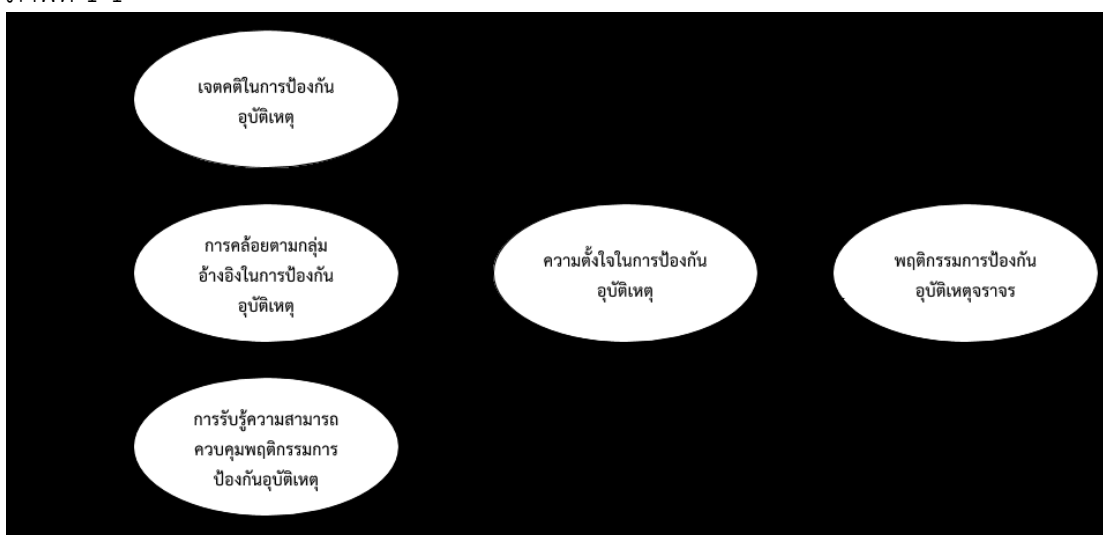 เจตคติในการป้องกัน
อุบัติเหตุ
การคล้อยตามกลุ่ม
อ้างอิงในการป้องกัน
อุบัติเหตุ
ความตั้งใจในการป้องกัน
อุบัติเหตุ
พฤติกรรมการป้องกัน
อุบัติเหตุจราจร
การรับรู้ความสามารถ
ควบคุมพฤติกรรมการ
ป้องกันอุบัติเหตุ